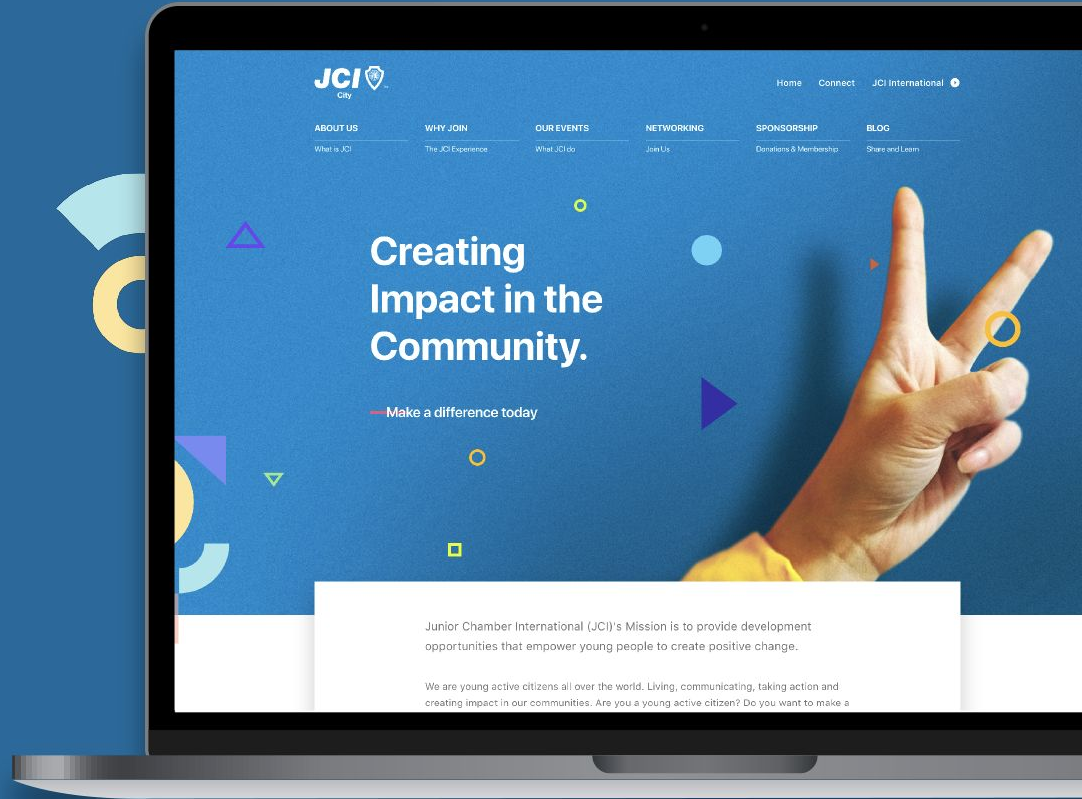 JCI
City
Home Connect JCI International
ABOUT US WHY JOIN OUR EVENTS NETWORKING SPONSORSHIP BLOG
What is JCI The JCI Experience What JCI do Join Us Donations & Membership Share and Learn
Creating
Impact in the
Community.
Make a difference today
Junior Chamber International (JCI)'s Mission is to provide development
opportunities that empower young people to create positive change.
We are young active citizens all over the world. Living, communicating, taking action and
creating impact in our communities. Are you a young active citizen? Do you want to make a